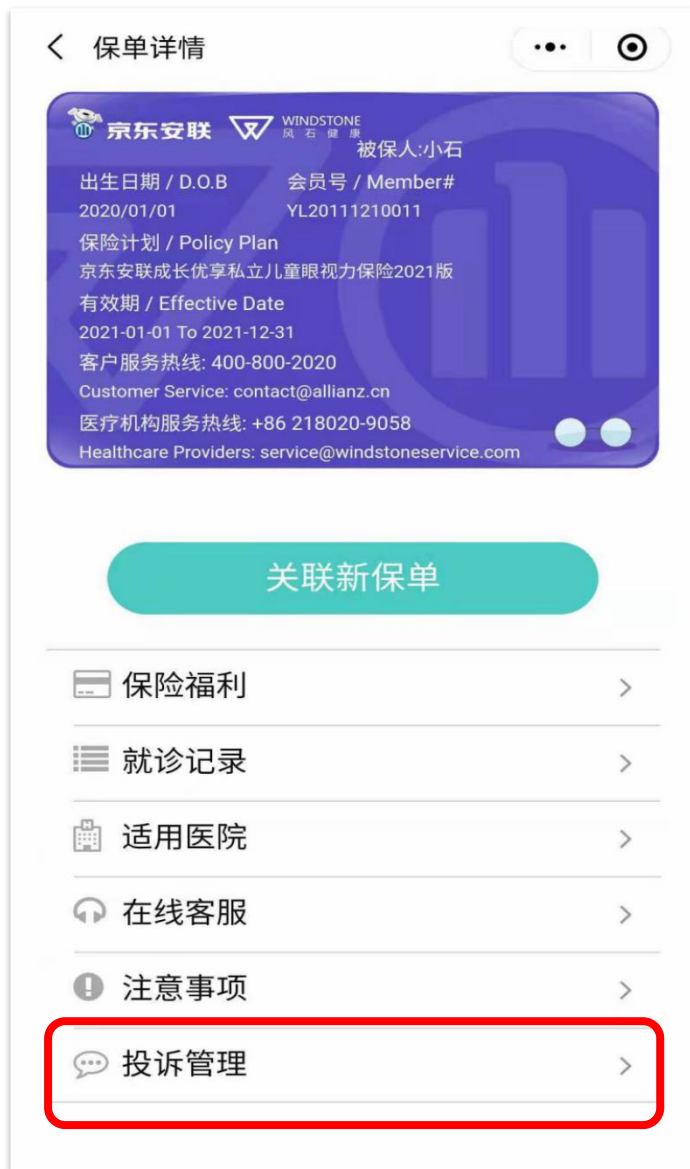 保单详情
京东安联 WINDSTONE
风石健康
被保人:小石
出生日期 / D.O.B 会员号 / Member#
2020/01/01 YL20111210011
保险计划 / Policy Plan
京东安联成长优享私立儿童眼视力保险2021版
有效期 / Effective Date
2021-01-01 To 2021-12-31
客户服务热线: 400-800-2020
Customer Service: contact@allianz.cn
医疗机构服务热线: +86 218020-9058
Healthcare Providers: service@windstoneservice.com
关联新保单
保险福利
就诊记录
适用医院
在线客服
注意事项
投诉管理